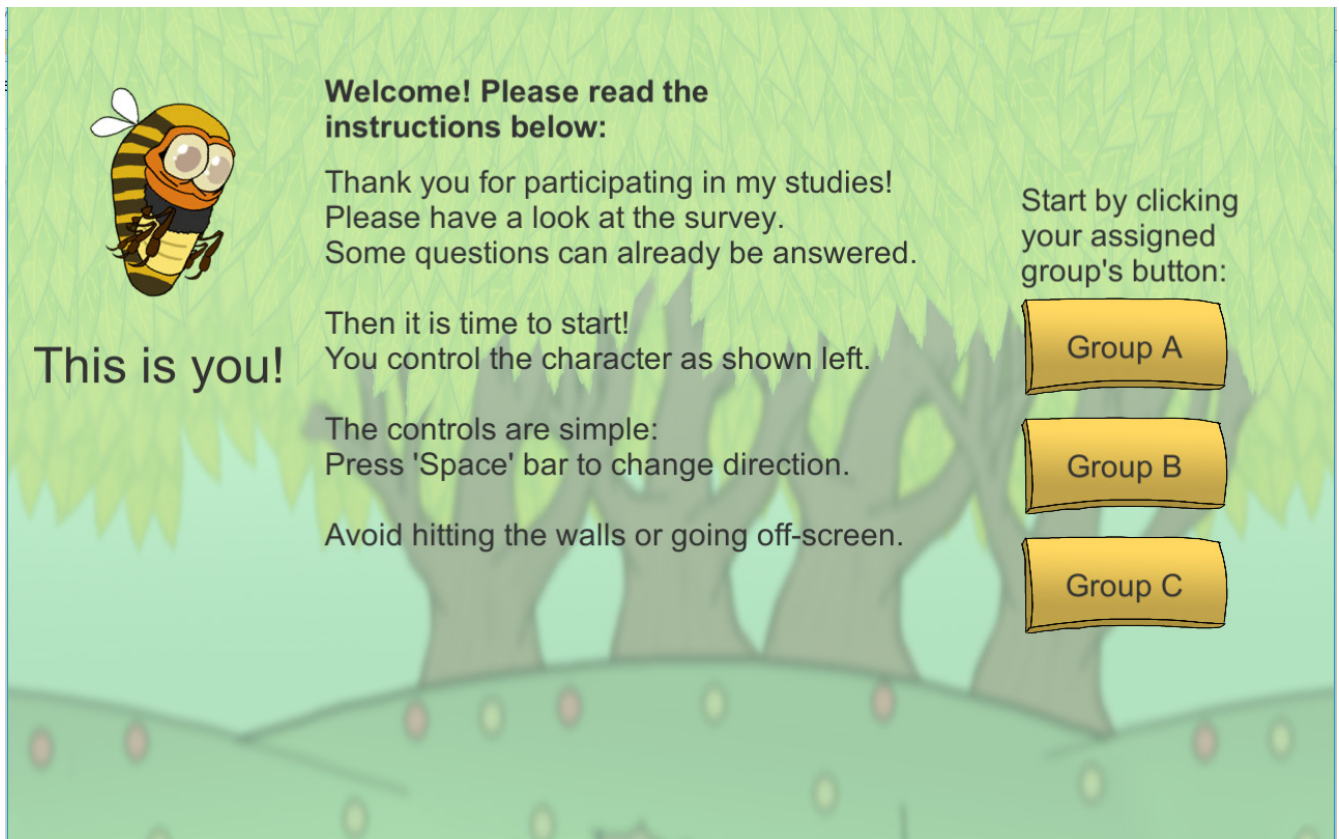 Welcome! Please read the
instructions below:
Thank you for participating in my studies!
Please have a look at the survey.
Some questions can already be answered.
Then it is time to start!
You control the character as shown left.
The controls are simple:
Press 'Space' bar to change direction.
Avoid hitting the walls or going off-screen.
This is you!
Start by clicking
your assigned
group's button:
Group A
Group B
Group C